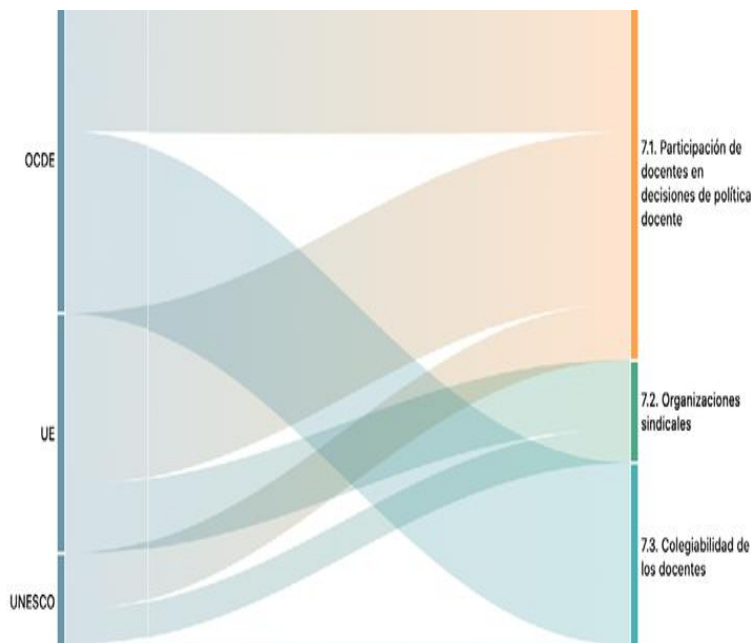 OCDE
UE
UNESCO
7.1. Participación de
docentes en
decisiones de política
docente
7.2. Organizaciones
sindicales
7.3. Colegiabilidad de
los docentes